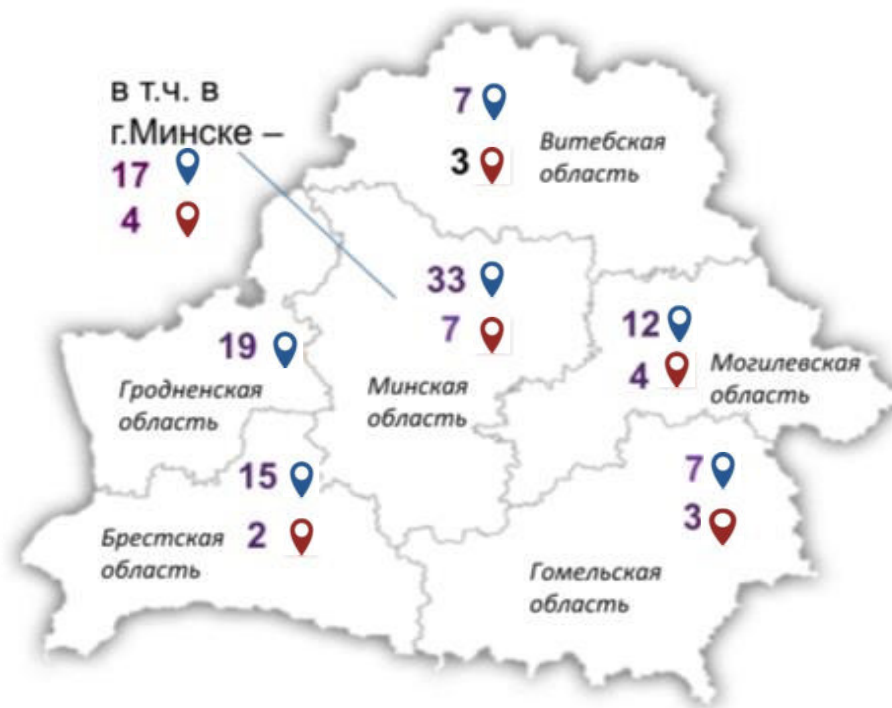 в т.ч. в
г.Минске –
17
4
7
3
Витебская
область
33
7
Минская
область
12
4
Могилевская
область
19
Гродненская
область
15
2
Брестская
область
7
3
Гомельская
область